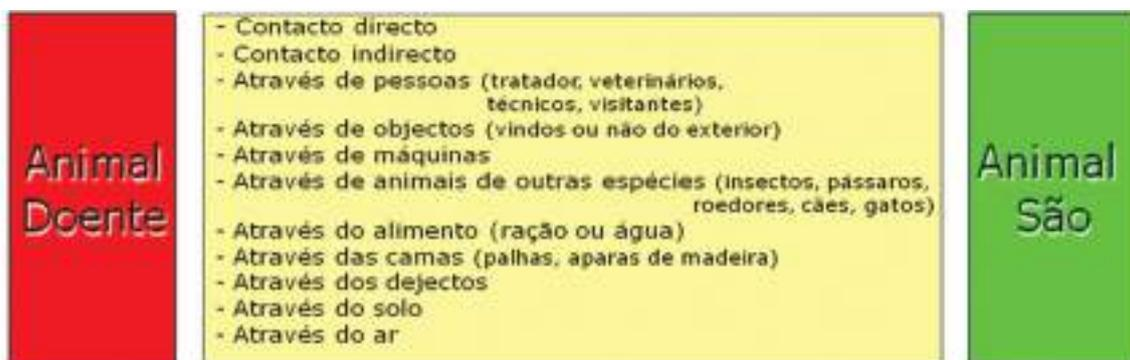 Animal
Doente
- Contacto directo
- Contacto indirecto
- Através de pessoas (tratador, veterinários,
técnicos, visitantes)
- Através de objectos (vindos ou não do exterior)
- Através de máquinas
- Através de animais de outras espécies (insectos, pássaros,
roedores, cães, gatos)
- Através do alimento (ração ou água)
- Através das camas (palhas, aparas de madeira)
- Através dos dejectos
- Através do solo
- Através do ar
Animal
São